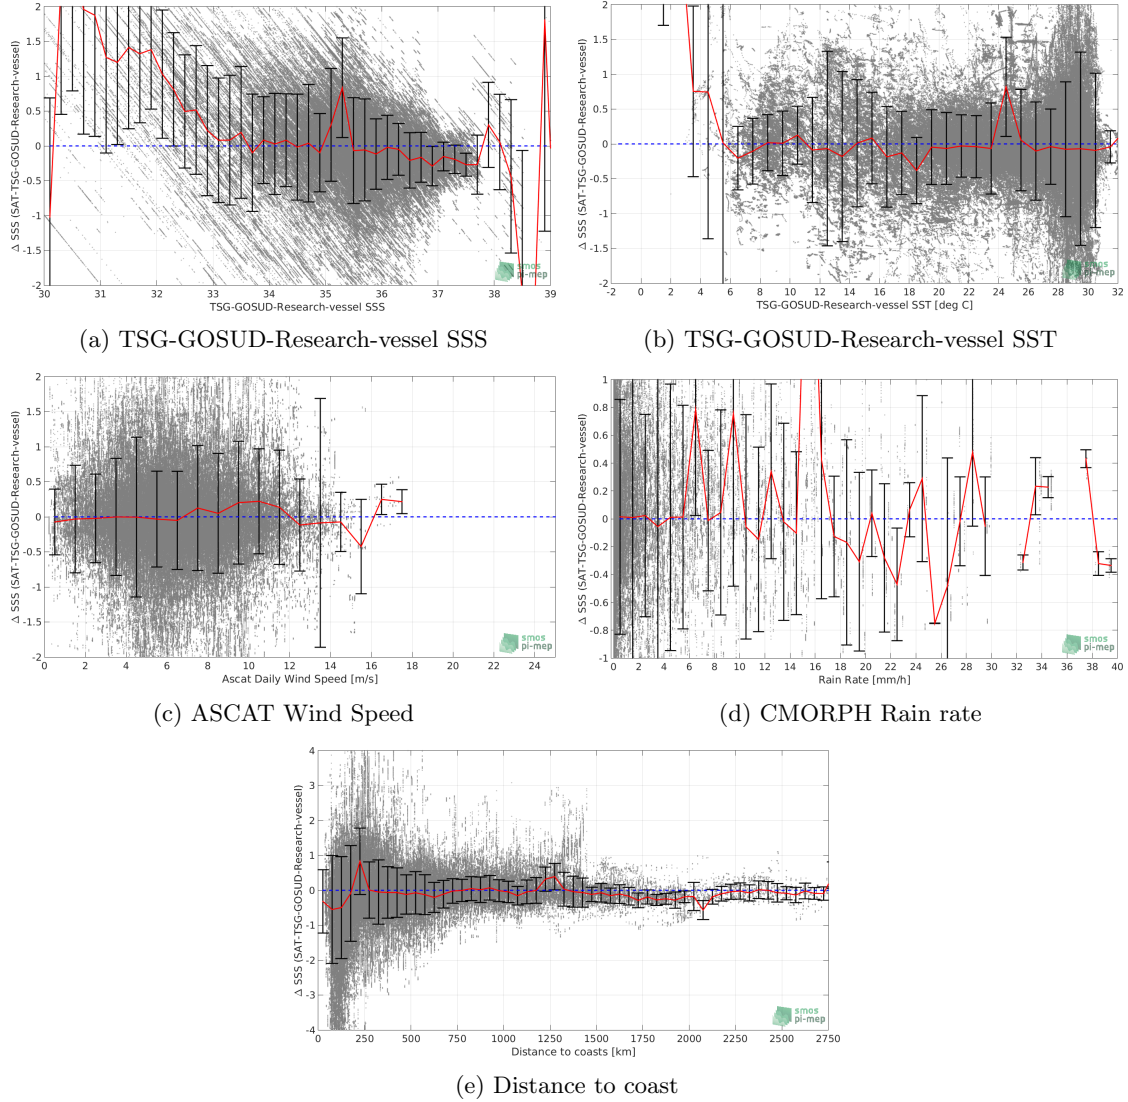 2
1.5
1
0.5
0
-0.5
-1
-1.5
-2
Δ SSS (SAT-TSG-GOSUD-Research-vessel)
30 31 32 33 34 35 36 37 38 39
TSG-GOSUD-Research-vessel SSS
smos
pi-mep
(a) TSG-GOSUD-Research-vessel SSS
2
1.5
1
0.5
0
-0.5
-1
-1.5
-2
Δ SSS (SAT-TSG-GOSUD-Research-vessel)
-2 0 2 4 6 8 10 12 14 16 18 20 22 24 26 28 30 32
TSG-GOSUD-Research-vessel SST [deg C]
smos
pi-mep
(b) TSG-GOSUD-Research-vessel SST
2
1.5
1
0.5
0
-0.5
-1
-1.5
-2
Δ SSS (SAT-TSG-GOSUD-Research-vessel)
0 2 4 6 8 10 12 14 16 18 20 22 24
Ascat Daily Wind Speed [m/s]
smos
pi-mep
(c) ASCAT Wind Speed
1
0.8
0.6
0.4
0.2
0
-0.2
-0.4
-0.6
-0.8
-1
Δ SSS (SAT-TSG-GOSUD-Research-vessel)
0 2 4 6 8 10 12 14 16 18 20 22 24 26 28 30 32 34 36 38 40
Rain Rate [mm/h]
smos
pi-mep
(d) CMORPH Rain rate
4
3
2
1
0
-1
-2
-3
-4
Δ SSS (SAT-TSG-GOSUD-Research-vessel)
0 250 500 750 1000 1250 1500 1750 2000 2250 2500 2750
Distance to coasts [km]
smos
pi-mep
(e) Distance to coast